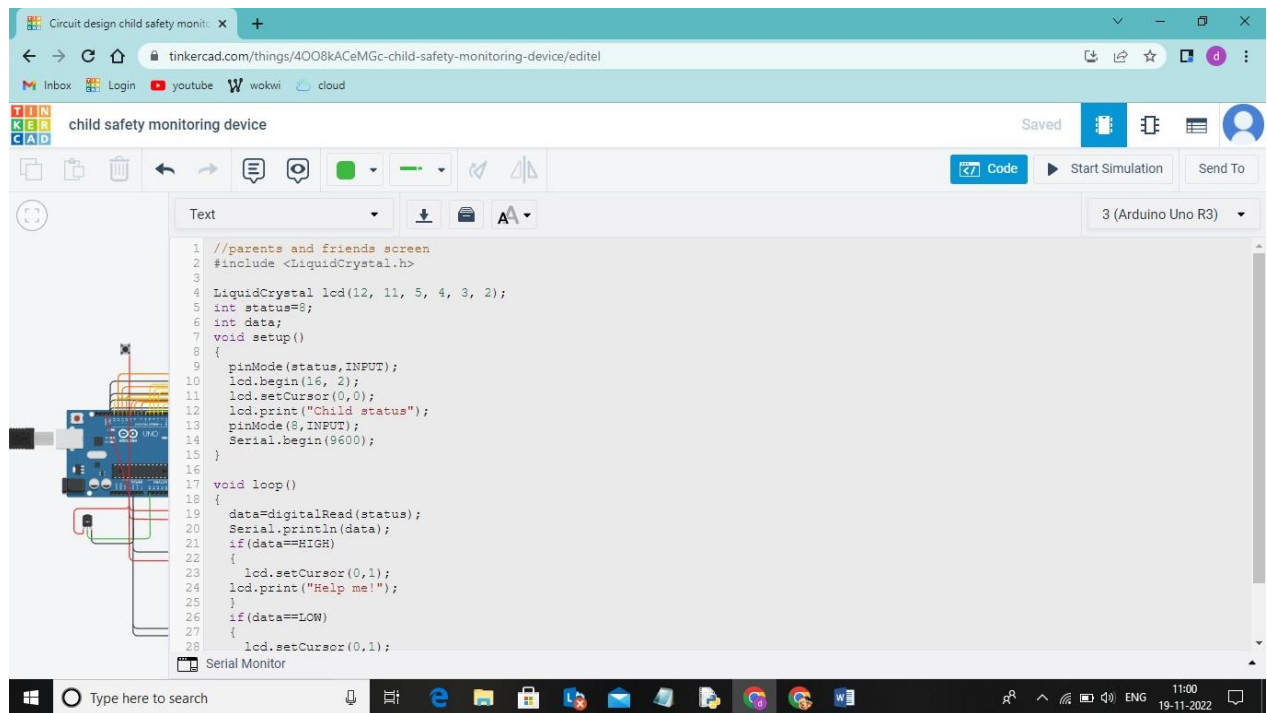 Circuit design child safety monito
tinkercad.com/things/4OO8kACeMGc-child-safety-monitoring-device/editel
d
Inbox Login youtube wokwi cloud
TINKERCAD
child safety monitoring device
Saved
Code
Start Simulation
Send To
Text
AA
3 (Arduino Uno R3)
1 //parents and friends screen
2 #include <LiquidCrystal.h>
3
4 LiquidCrystal lcd(12, 11, 5, 4, 3, 2);
5 int status=8;
6 int data;
7 void setup()
8 {
9   pinMode(status,INPUT);
10   lcd.begin(16, 2);
11   lcd.setCursor(0,0);
12   lcd.print("Child status");
13   pinMode(8,INPUT);
14   Serial.begin(9600);
15 }
16
17 void loop()
18 {
19   data=digitalRead(status);
20   Serial.println(data);
21   if(data==HIGH)
22   {
23     lcd.setCursor(0,1);
24   lcd.print("Help me!");
25   }
26   if(data==LOW)
27   {
28     lcd.setCursor(0,1);
UNO
Serial Monitor
Type here to search
ENG
11:00
19-11-2022